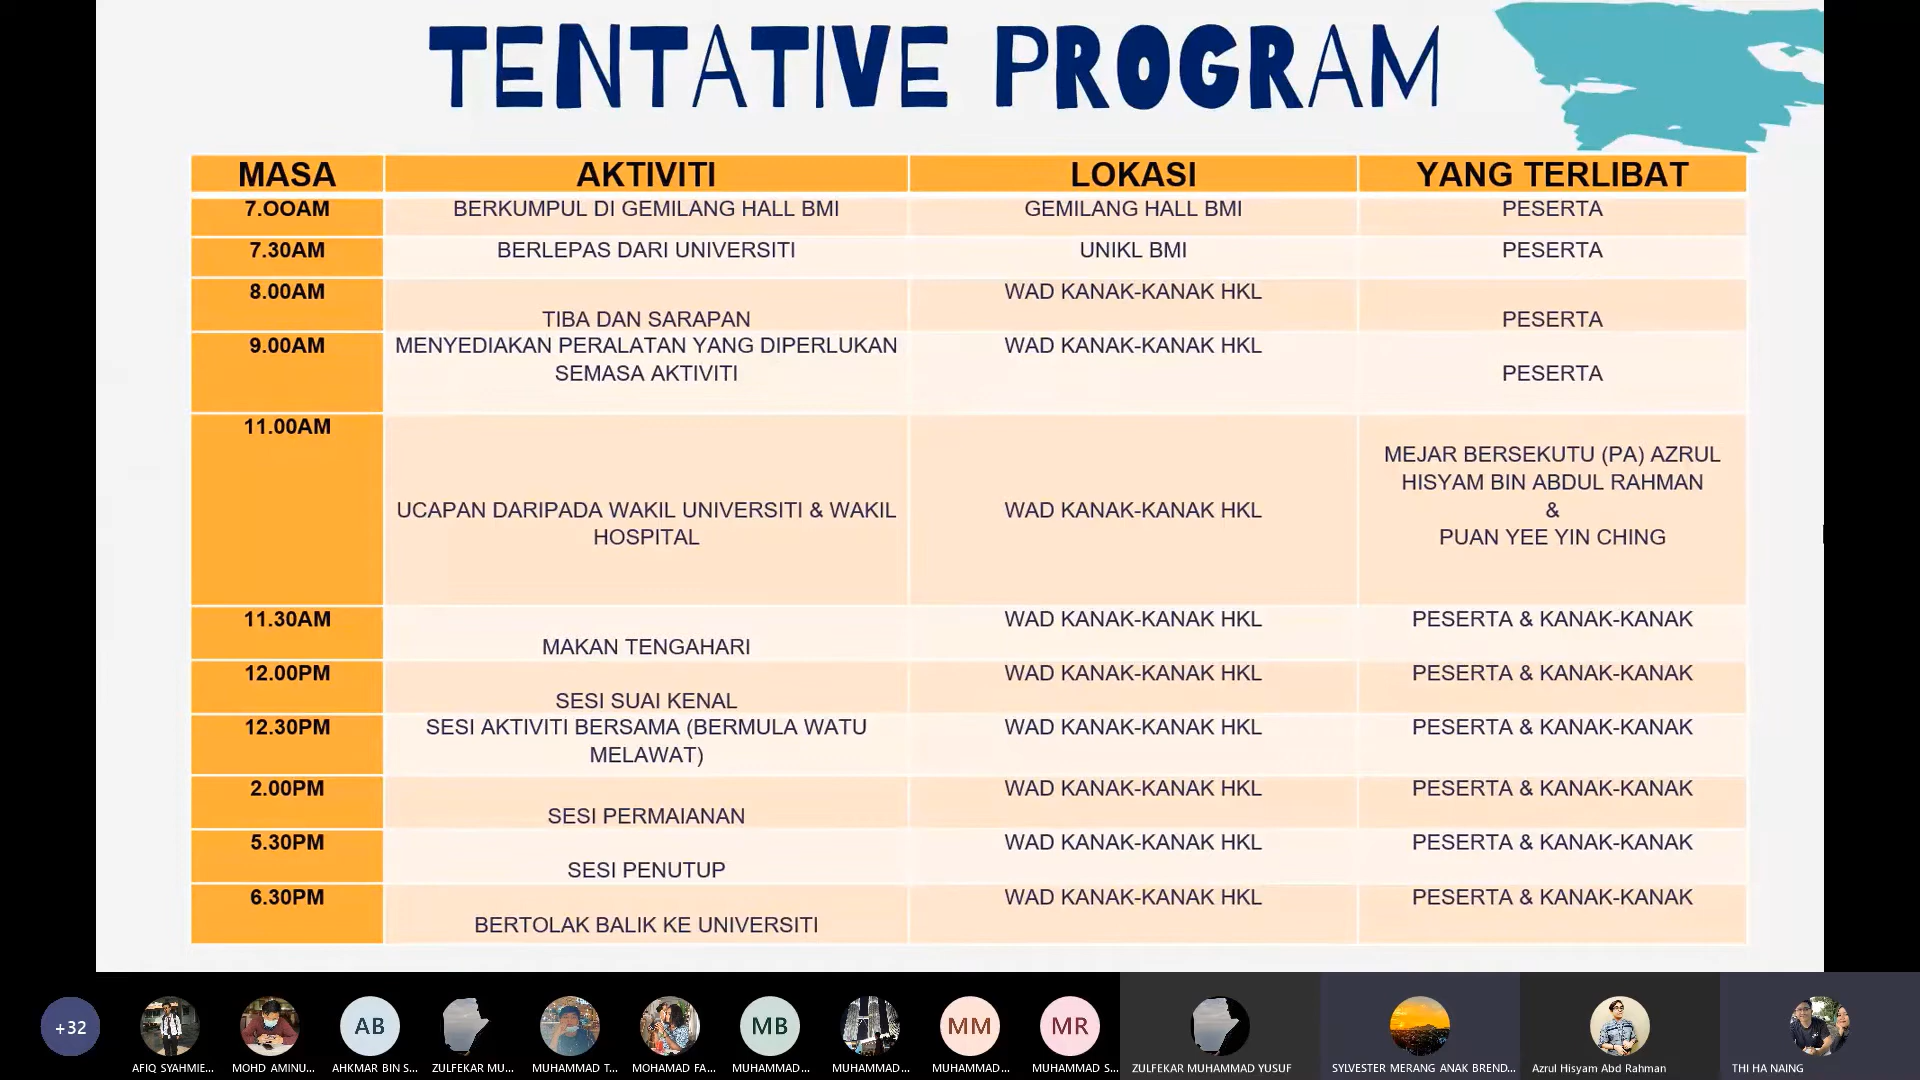 TENTATIVE PROGRAM
MASA AKTIVITI LOKASI YANG TERLIBAT
7.OOAM BERKUMPUL DI GEMILANG HALL BMI GEMILANG HALL BMI PESERTA
7.30AM BERLEPAS DARI UNIVERSITI UNIKL BMI PESERTA
8.00AM WAD KANAK-KANAK HKL
TIBA DAN SARAPAN PESERTA
9.00AM MENYEDIAKAN PERALATAN YANG DIPERLUKAN WAD KANAK-KANAK HKL
SEMASA AKTIVITI PESERTA
11.00AM
MEJAR BERSEKUTU (PA) AZRUL
HISYAM BIN ABDUL RAHMAN
UCAPAN DARIPADA WAKIL UNIVERSITI & WAKIL WAD KANAK-KANAK HKL &
HOSPITAL PUAN YEE YIN CHING
11.30AM WAD KANAK-KANAK HKL PESERTA & KANAK-KANAK
MAKAN TENGAHARI
12.00PM WAD KANAK-KANAK HKL PESERTA & KANAK-KANAK
SESI SUAI KENAL
12.30PM SESI AKTIVITI BERSAMA (BERMULA WATU WAD KANAK-KANAK HKL PESERTA & KANAK-KANAK
MELAWAT)
2.00PM WAD KANAK-KANAK HKL PESERTA & KANAK-KANAK
SESI PERMAIANAN
5.30PM WAD KANAK-KANAK HKL PESERTA & KANAK-KANAK
SESI PENUTUP
6.30PM WAD KANAK-KANAK HKL PESERTA & KANAK-KANAK
BERTOLAK BALIK KE UNIVERSITI
+32 AB MB MM MR
AFIQ SYAHMIE... MOHD AMINU... AHKMAR BIN S... ZULFEKAR MU... MUHAMMAD T... MOHAMAD FA... MUHAMMAD... MUHAMMAD... MUHAMMAD... MUHAMMAD S... ZULFEKAR MUHAMMAD YUSUF SYLVESTER MERANG ANAK BREND... Azrul Hisyam Abd Rahman THI HA NAING